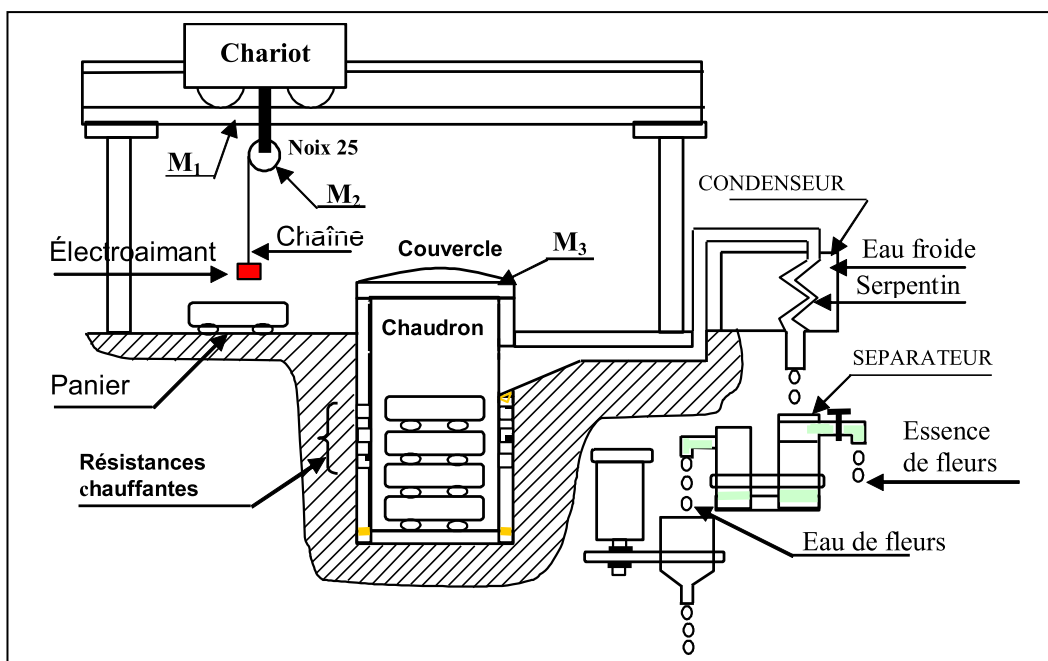 Chariot
Noix 25
M₁
M₂
CONDENSEUR
Électroaimant
Chaîne
Couvercle
M₃
Eau froide
Serpentin
Chaudron
Panier
SEPARATEUR
Résistances
chauffantes
Essence
de fleurs
Eau de fleurs